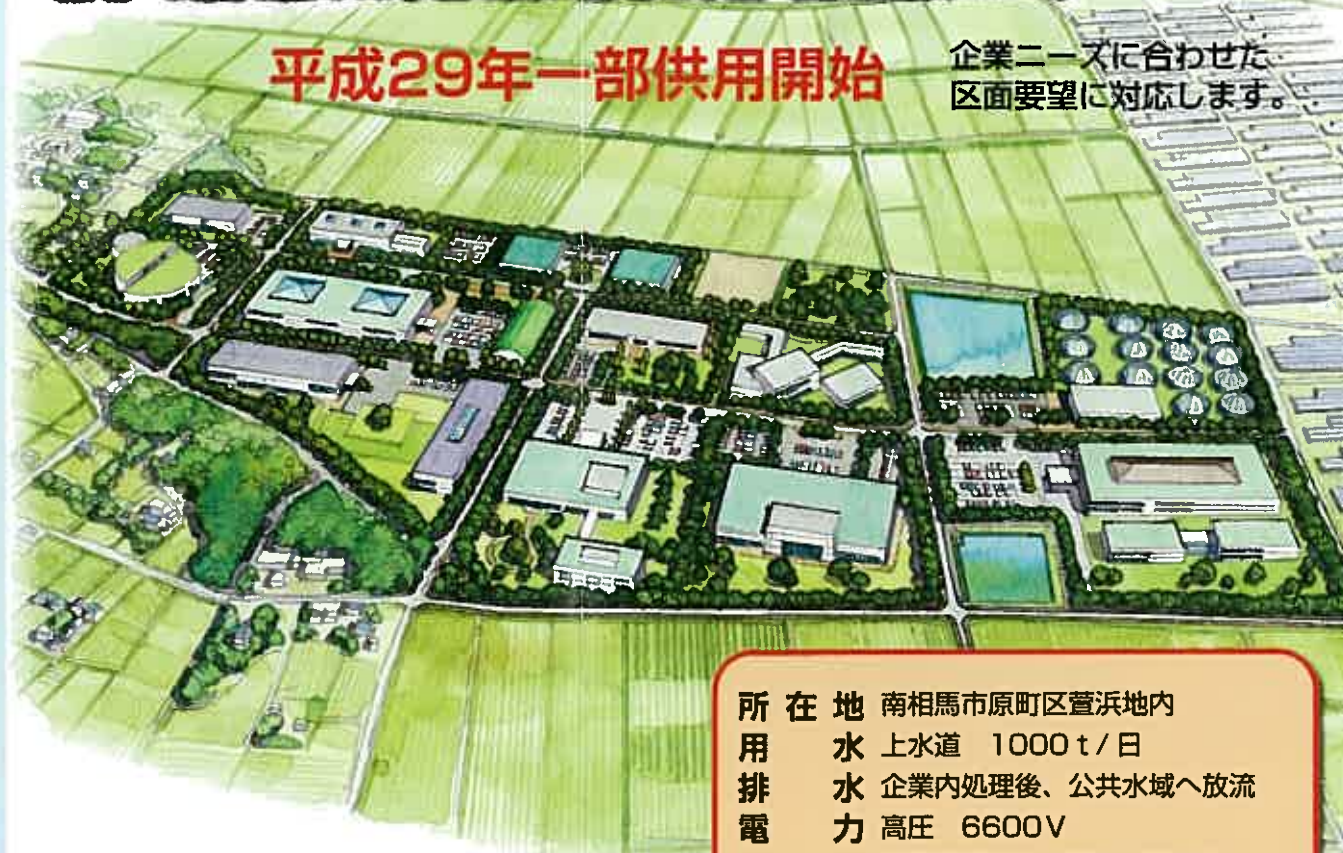 平成29年一部供用開始
企業ニーズに合わせた
区画要望に対応します。
所在地 南相馬市原町区萱浜地内
用水 上水道 1000t/日
排水 企業内処理後、公共水域へ放流
電力 高圧 6600V